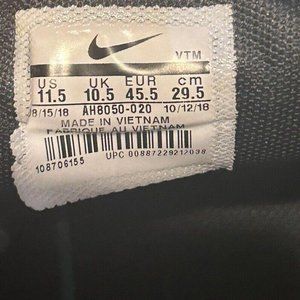 VTM
US UK EUR cm
11.5 10.5 45.5 29.5
8/15/18 AH8050-020 10/12/18
MADE IN VIETNAM
FABRIQUE AU VIETNAM
108706155
UPC 00887229212038